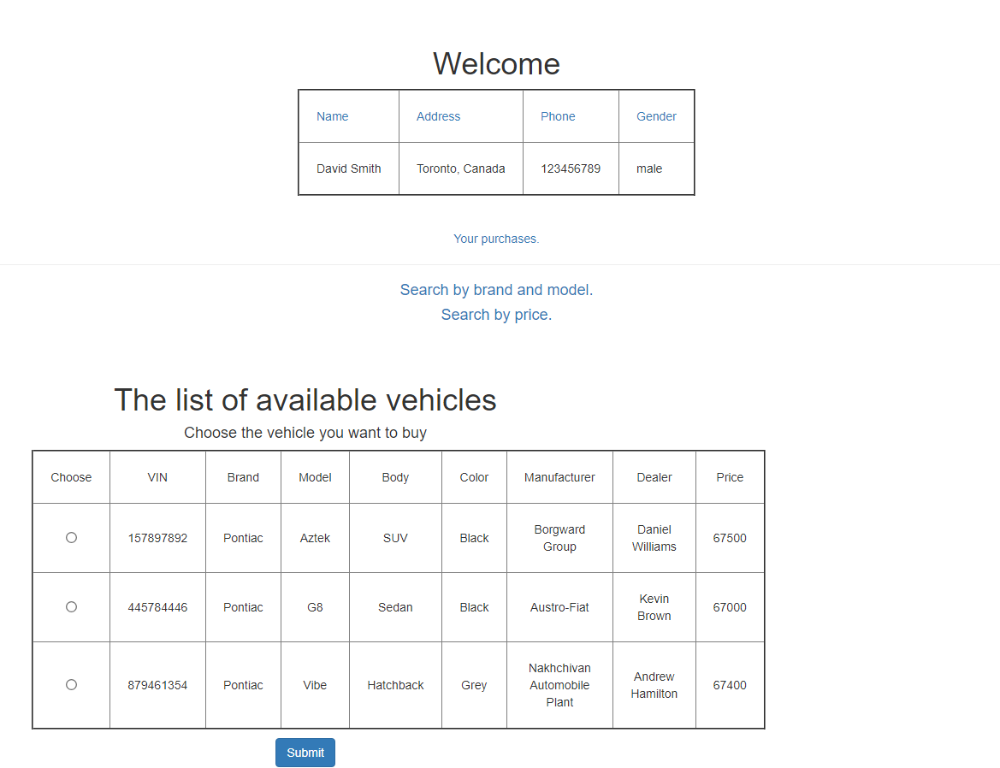 Welcome
Name Address Phone Gender
David Smith Toronto, Canada 123456789 male
Your purchases.
Search by brand and model.
Search by price.
The list of available vehicles
Choose the vehicle you want to buy
Choose VIN Brand Model Body Color Manufacturer Dealer Price
157897892 Pontiac Aztek SUV Black Borgward Group Daniel Williams 67500
445784446 Pontiac G8 Sedan Black Austro-Fiat Kevin Brown 67000
879461354 Pontiac Vibe Hatchback Grey Nakhchivan Automobile Plant Andrew Hamilton 67400
Submit